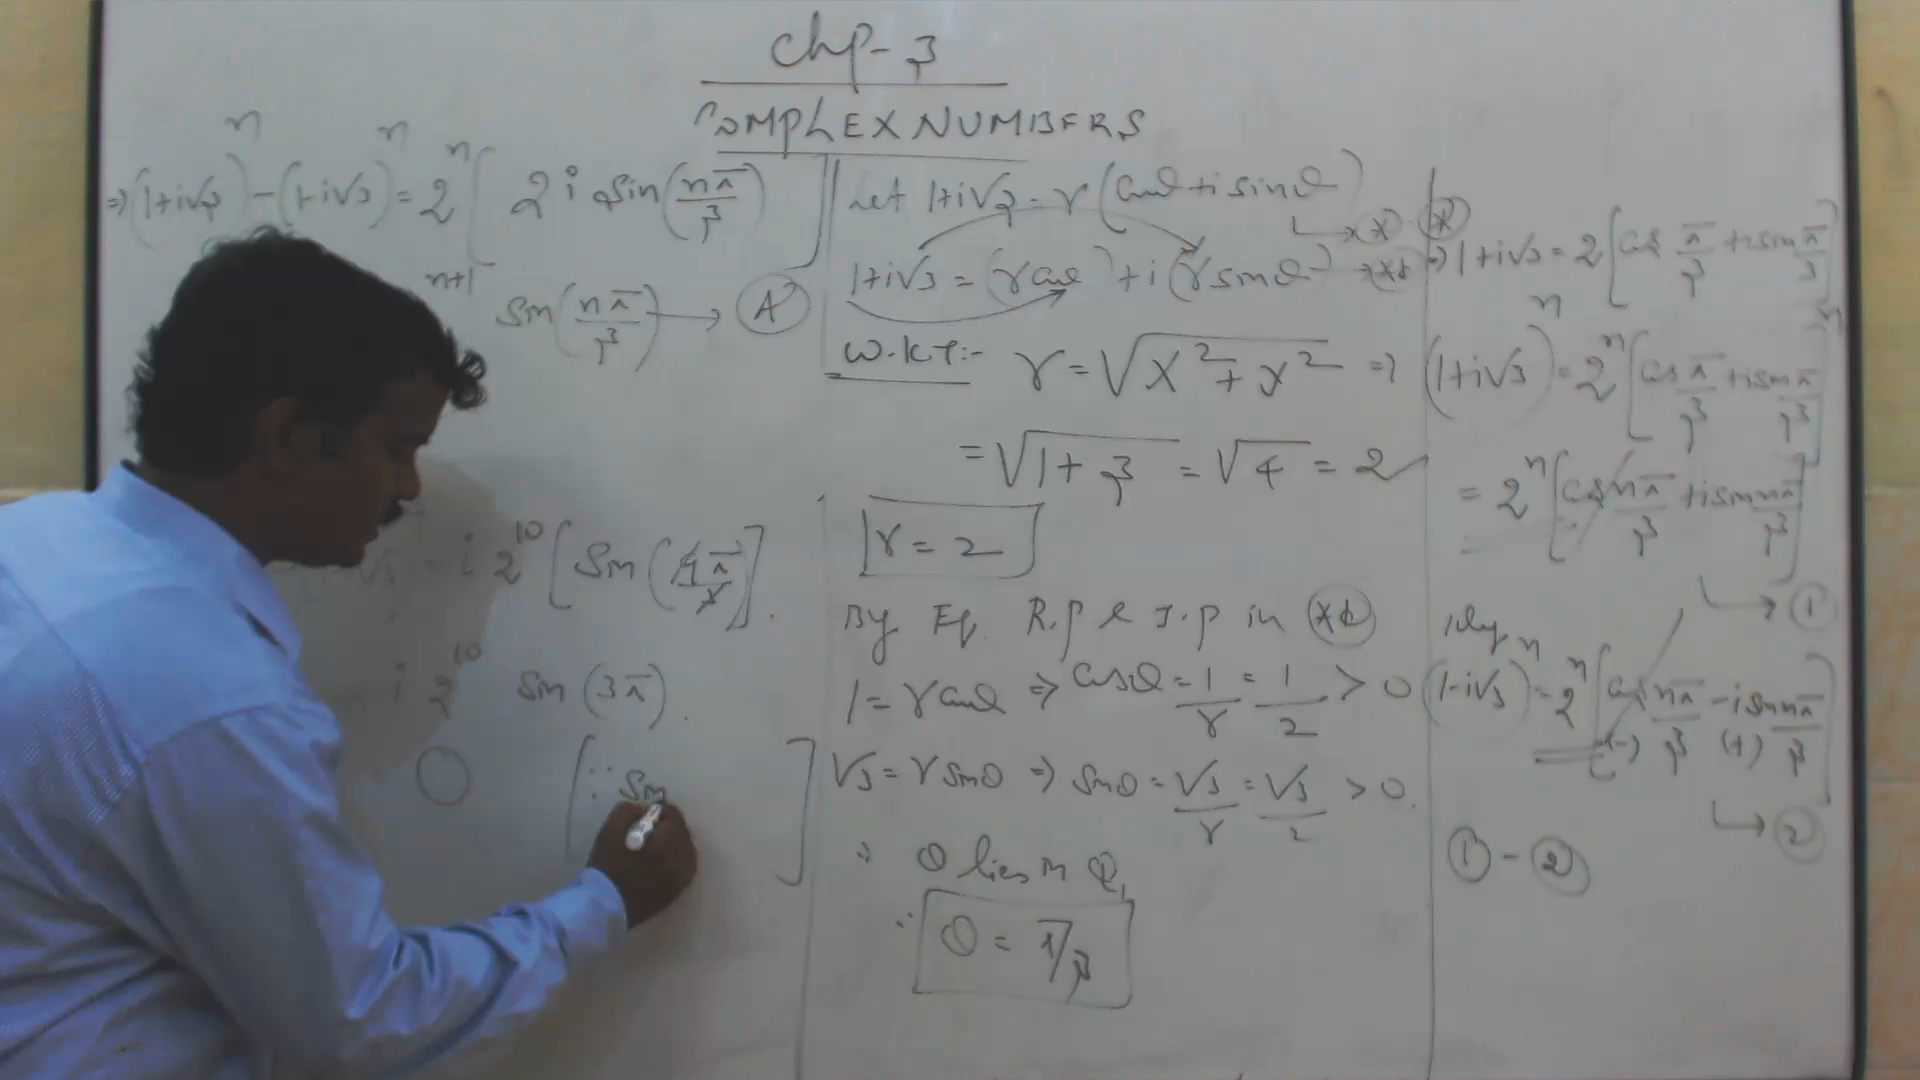 Chp-3
COMPLEX NUMBERS
⇒ (1+i√3)^n - (1-i√3)^n = 2^n [ 2 i sin(nπ/3) ]
n+1 sin(nπ/3) → (A)
i 2^10 [sin(9π/3)].
i 2^10 sin(3π).
0 [∵ sin ]
Let 1+i√3 = r(cosθ + i sinθ) → (*)
1+i√3 = (r cosθ) + i(r sinθ) → (**)
W.K.T:- r = √x²+y² ⇒
= √1+3 = √4 = 2
r = 2
By Eq. R.p & I.p in (**)
1 = r cosθ ⇒ cosθ = 1/r = 1/2 > 0
√3 = r sinθ ⇒ sinθ = √3/r = √3/2 > 0.
∴ θ lies in Q1
∴ θ = π/3
(*)
⇒ 1+i√3 = 2[cos π/3 + i sin π/3]
(1+i√3)^n = 2^n [cos π/3 + i sin π/3]^n
= 2^n [cos nπ/3 + i sin nπ/3]
→ (1)
llly
(1-i√3)^n = 2^n [cos nπ/3 - i sin nπ/3]
(-) (+)
→ (2)
(1) - (2)